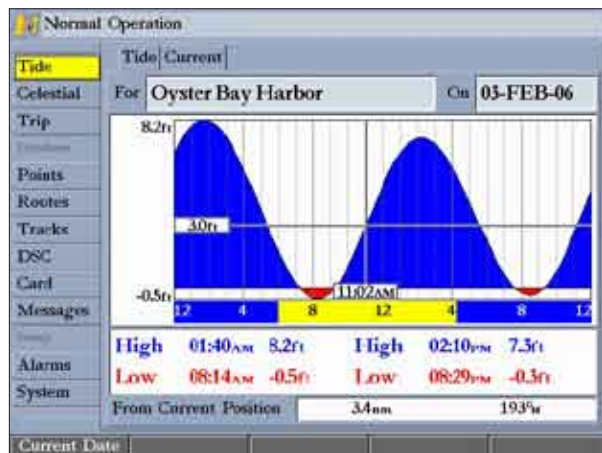 Normal Operation
Tide
Celestial
Trip
Points
Routes
Tracks
DSC
Card
Messages
Alarms
System
Tide Current
For Oyster Bay Harbor On 03-FEB-06
8.2ft
3.0ft
-0.5ft
11:02AM
12 4 8 12 4 8 12
High 01:40AM 8.2ft High 02:10PM 7.3ft
Low 08:14AM -0.5ft Low 08:29PM -0.3ft
From Current Position 3.4nm 193°M
Current Date